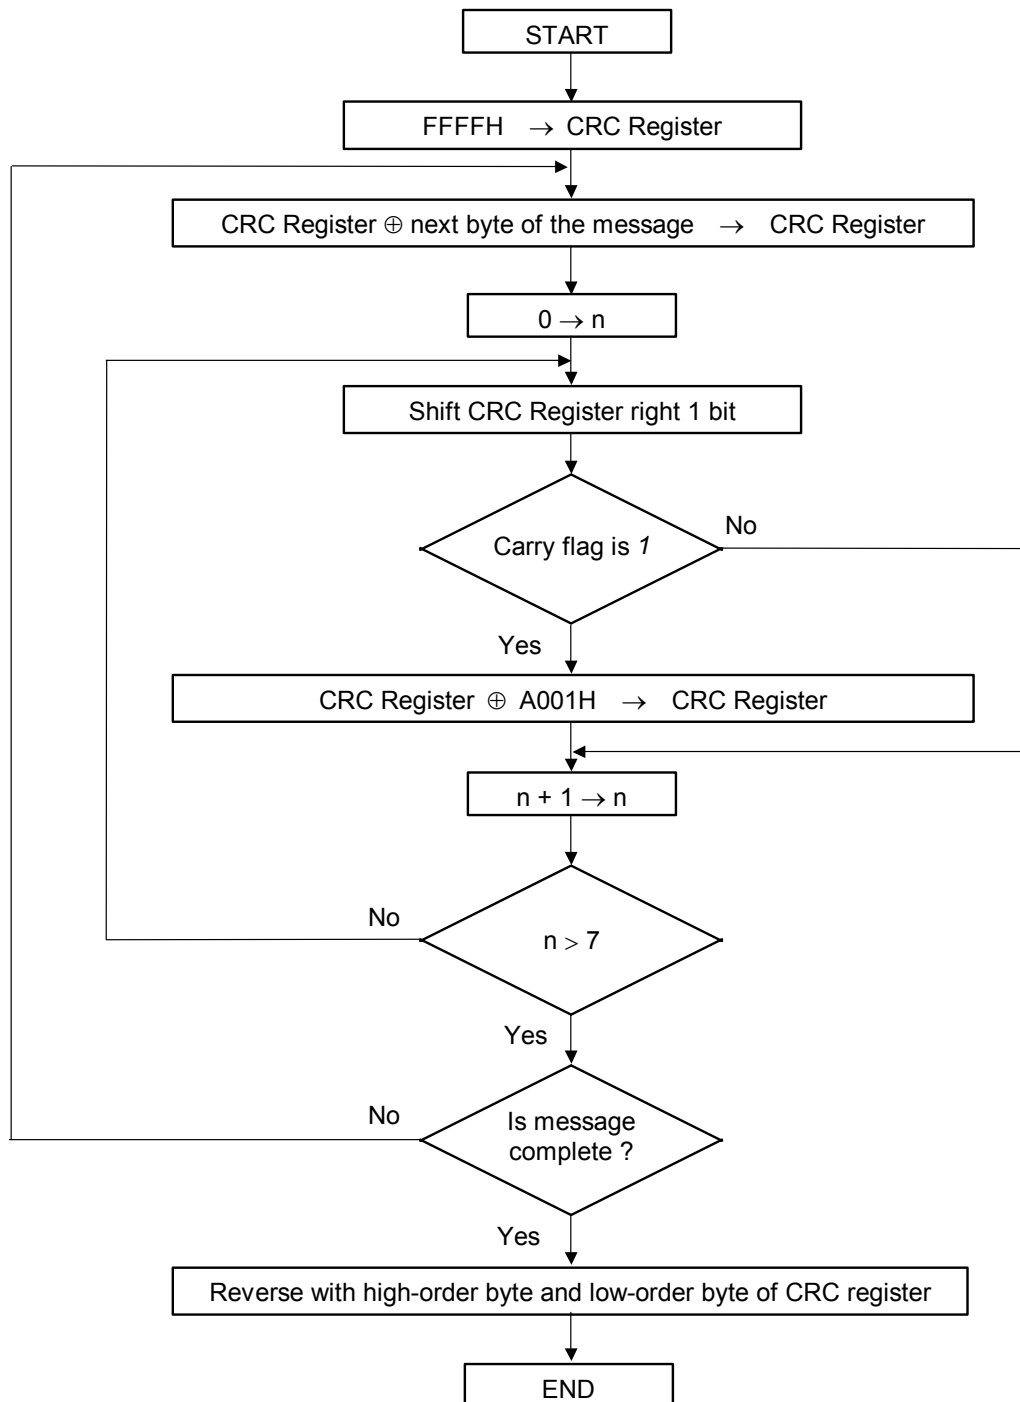 START
FFFFH → CRC Register
CRC Register ⊕ next byte of the message → CRC Register
0 → n
Shift CRC Register right 1 bit
Carry flag is 1
No
Yes
CRC Register ⊕ A001H → CRC Register
n + 1 → n
No
n > 7
Yes
No
Is message
complete ?
Yes
Reverse with high-order byte and low-order byte of CRC register
END